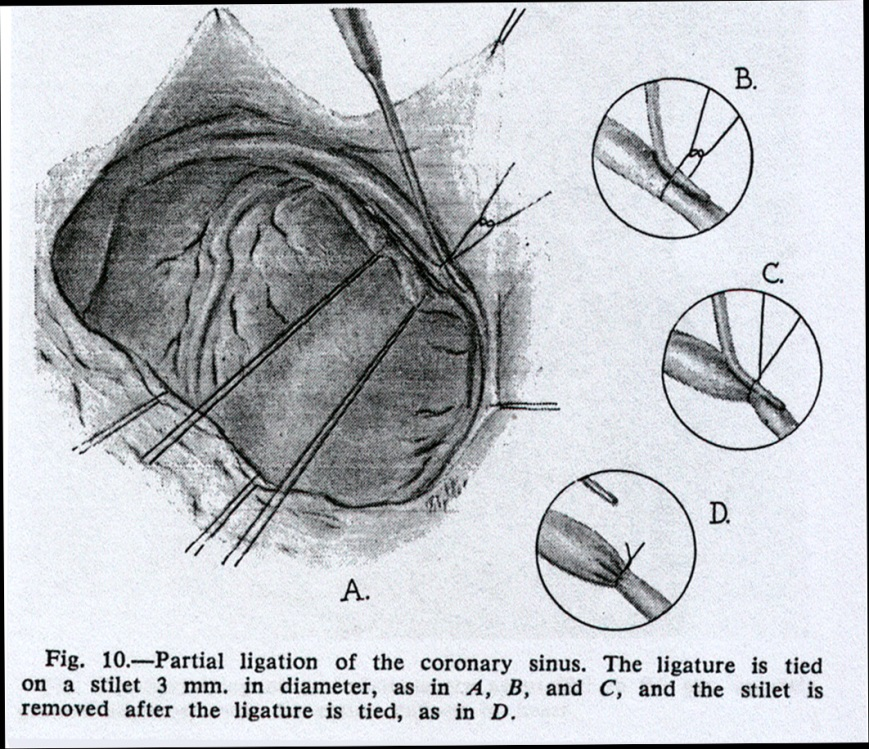 B.
C.
D.
A.
Fig. 10.—Partial ligation of the coronary sinus. The ligature is tied
on a stilet 3 mm. in diameter, as in A, B, and C, and the stilet is
removed after the ligature is tied, as in D.